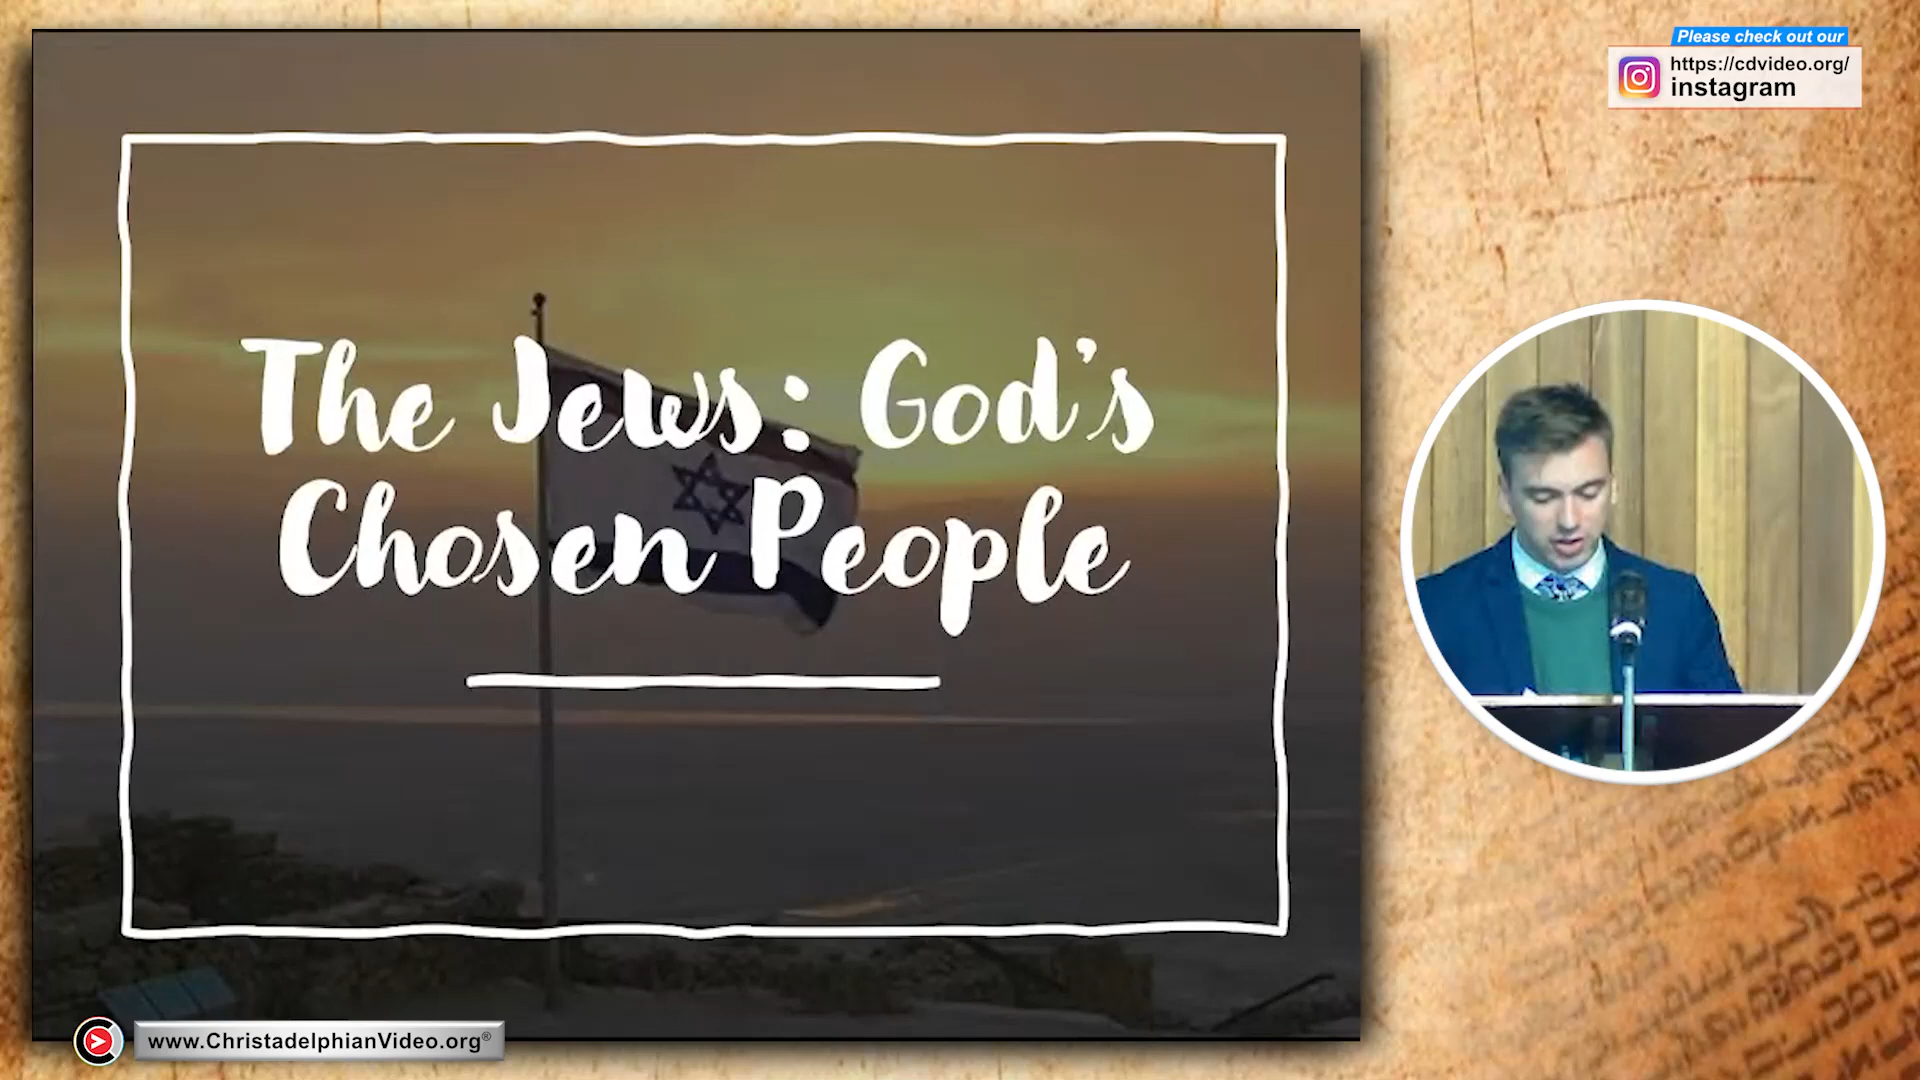 Please check out our
https://cdvideo.org/
instagram
The Jews: God's
Chosen People
www.ChristadelphianVideo.org®